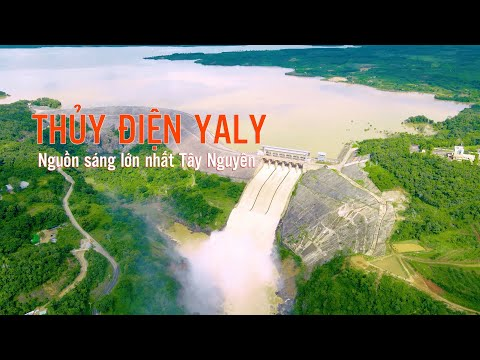 THỦY ĐIỆN YALY
Nguồn sáng lớn nhất Tây Nguyên